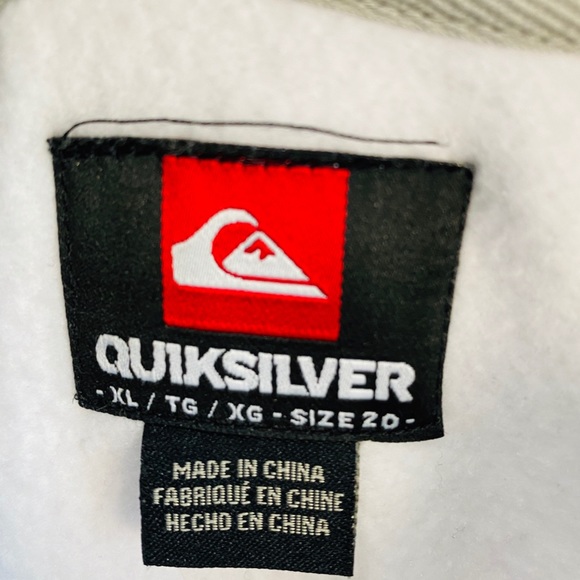 QUIKSILVER
- XL / TG / XG - SIZE 20 -
MADE IN CHINA
FABRIQUÉ EN CHINE
HECHO EN CHINA